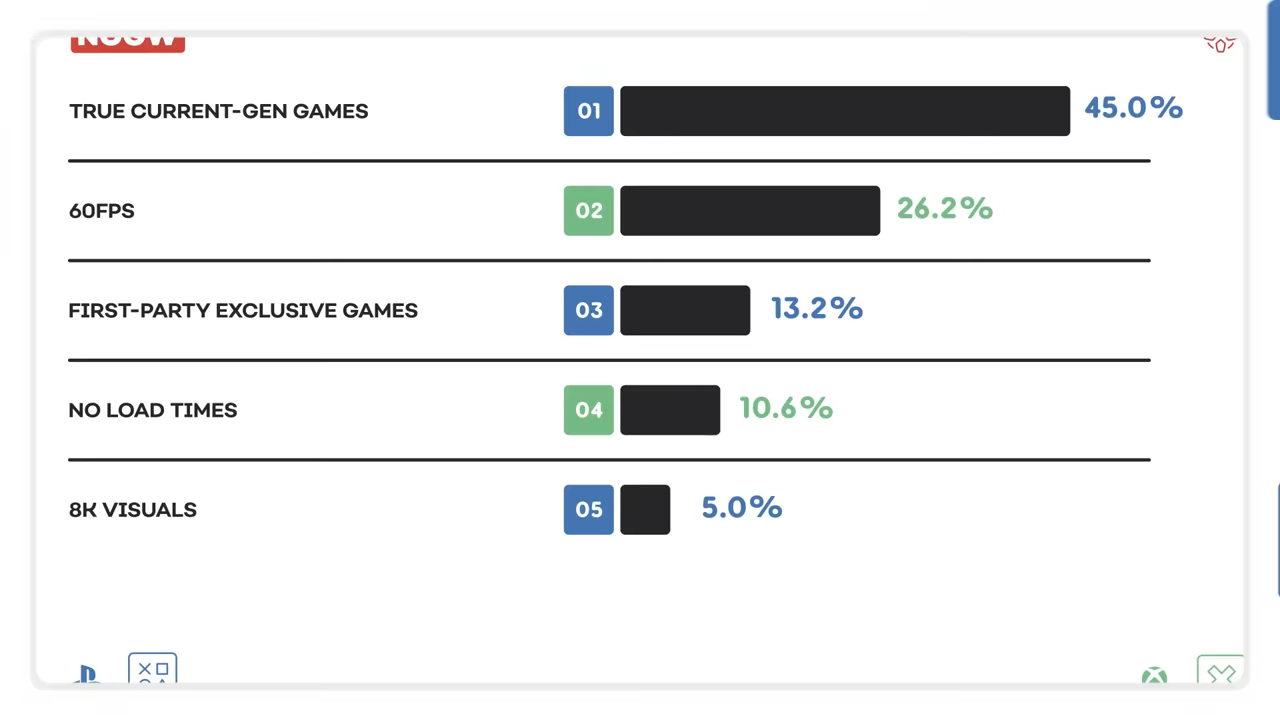 TRUE CURRENT-GEN GAMES
01
45.0%
60FPS
02
26.2%
FIRST-PARTY EXCLUSIVE GAMES
03
13.2%
NO LOAD TIMES
04
10.6%
8K VISUALS
05
5.0%